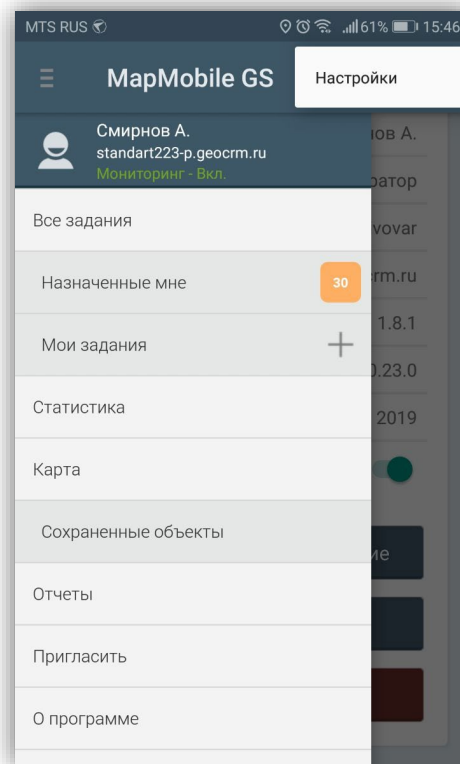 MTS RUS 61% 15:46
MapMobile GS Настройки
Смирнов А.
standart223-p.geocrm.ru
Мониторинг - Вкл.
Все задания
Назначенные мне 30
Мои задания
Статистика
Карта
Сохраненные объекты
Отчеты
Пригласить
О программе
ов А.
ратор
vovar
rm.ru
1.8.1
0.23.0
2019
ие